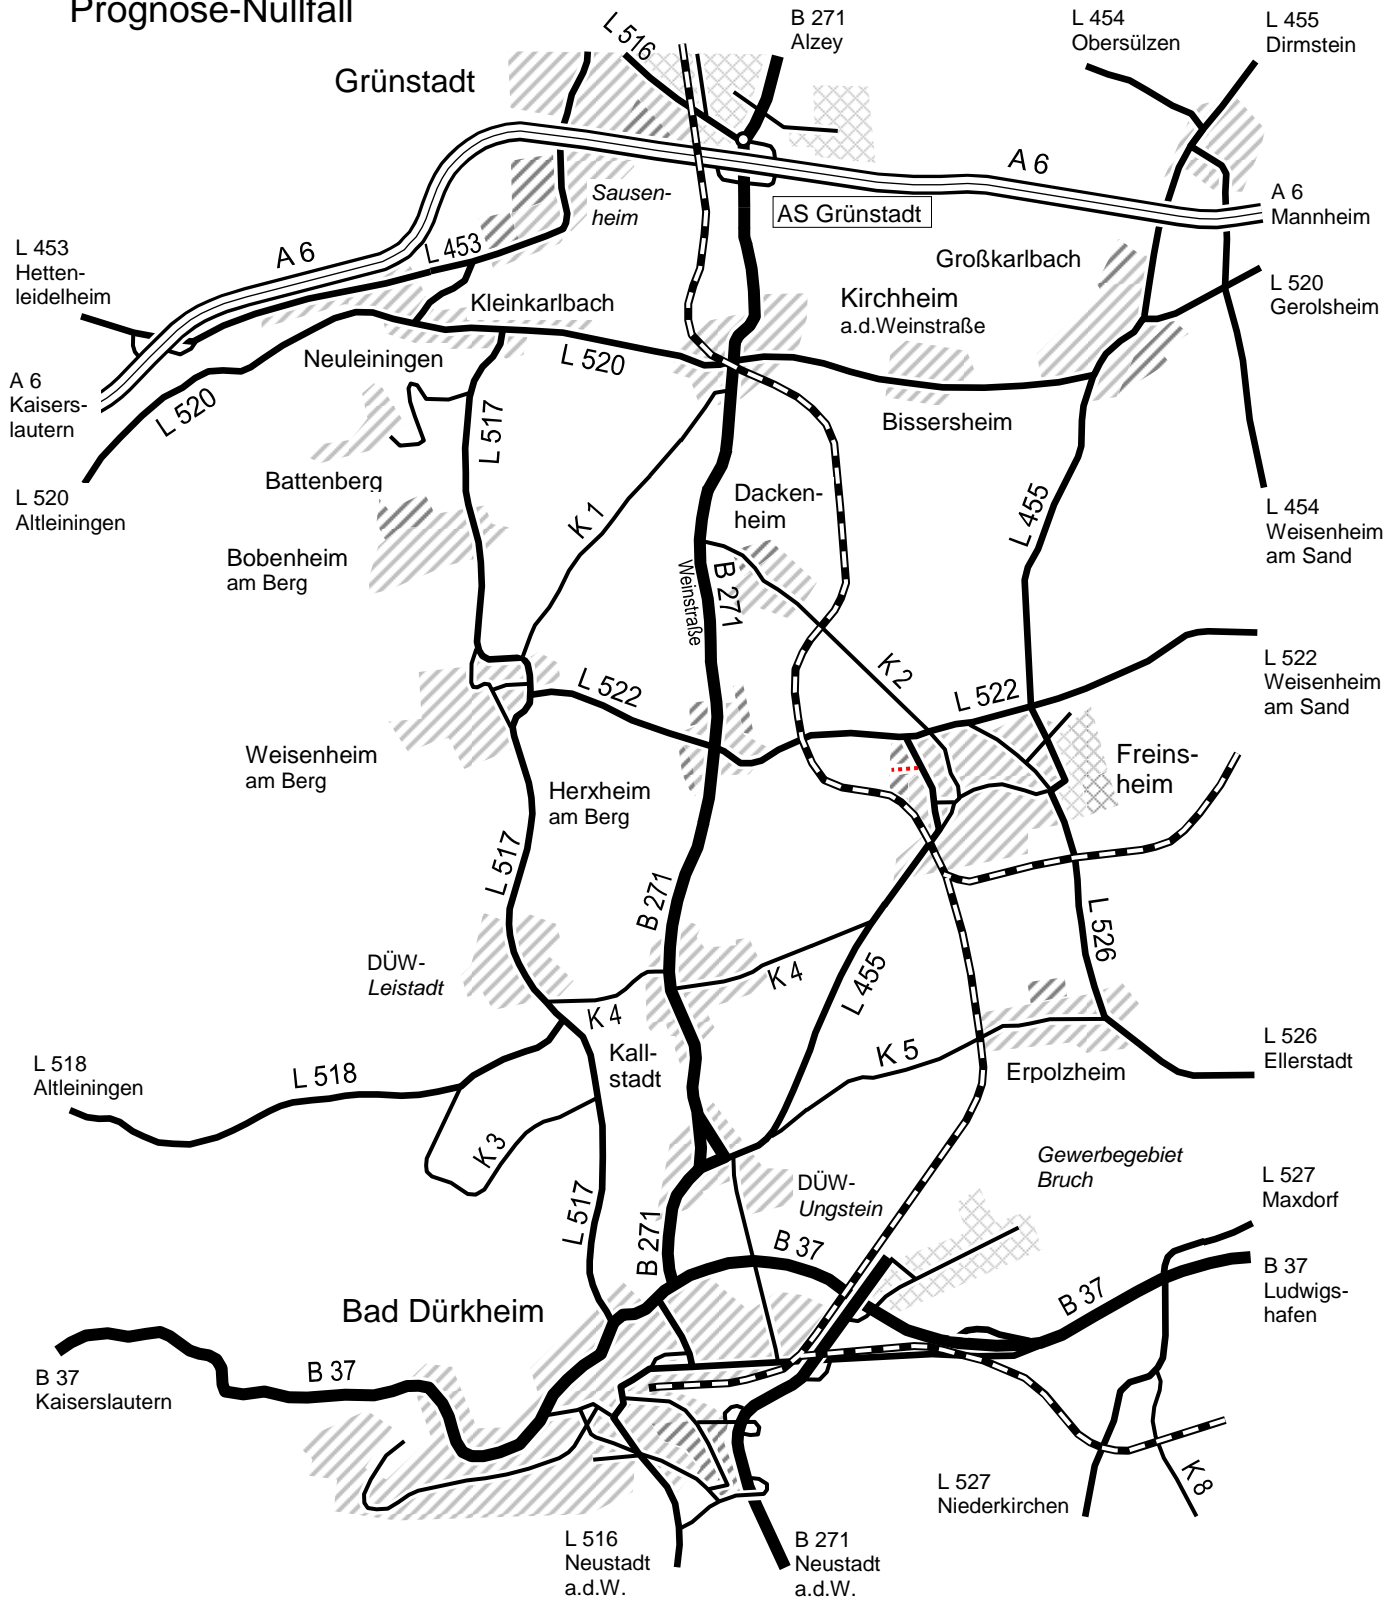 Prognose-Nullfall
L 516
B 271
Alzey
L 454
Obersülzen
L 455
Dirmstein
Grünstadt
A 6
Sausen-
heim
AS Grünstadt
A 6
Mannheim
L 453
Hetten-
leidelheim
A 6
L 453
Großkarlbach
L 520
Gerolsheim
Kleinkarlbach
Kirchheim
a.d.Weinstraße
Neuleiningen
L 520
A 6
Kaisers-
lautern
L 520
L 517
Bissersheim
Battenberg
L 520
Altleiningen
K 1
Dacken-
heim
L 455
L 454
Weisenheim
am Sand
Bobenheim
am Berg
Weinstraße
B 271
L 522
K 2
L 522
L 522
Weisenheim
am Sand
Weisenheim
am Berg
Freins-
heim
Herxheim
am Berg
L 517
B 271
L 526
DÜW-
Leistadt
K 4
L 455
K 4
Kall-
stadt
K 5
Erpolzheim
L 526
Ellerstadt
L 518
Altleiningen
L 518
K 3
Gewerbegebiet
Bruch
DÜW-
Ungstein
L 527
Maxdorf
L 517
B 271
B 37
B 37
B 37
Ludwigs-
hafen
Bad Dürkheim
B 37
Kaiserslautern
B 37
L 527
Niederkirchen
K 8
L 516
Neustadt
a.d.W.
B 271
Neustadt
a.d.W.